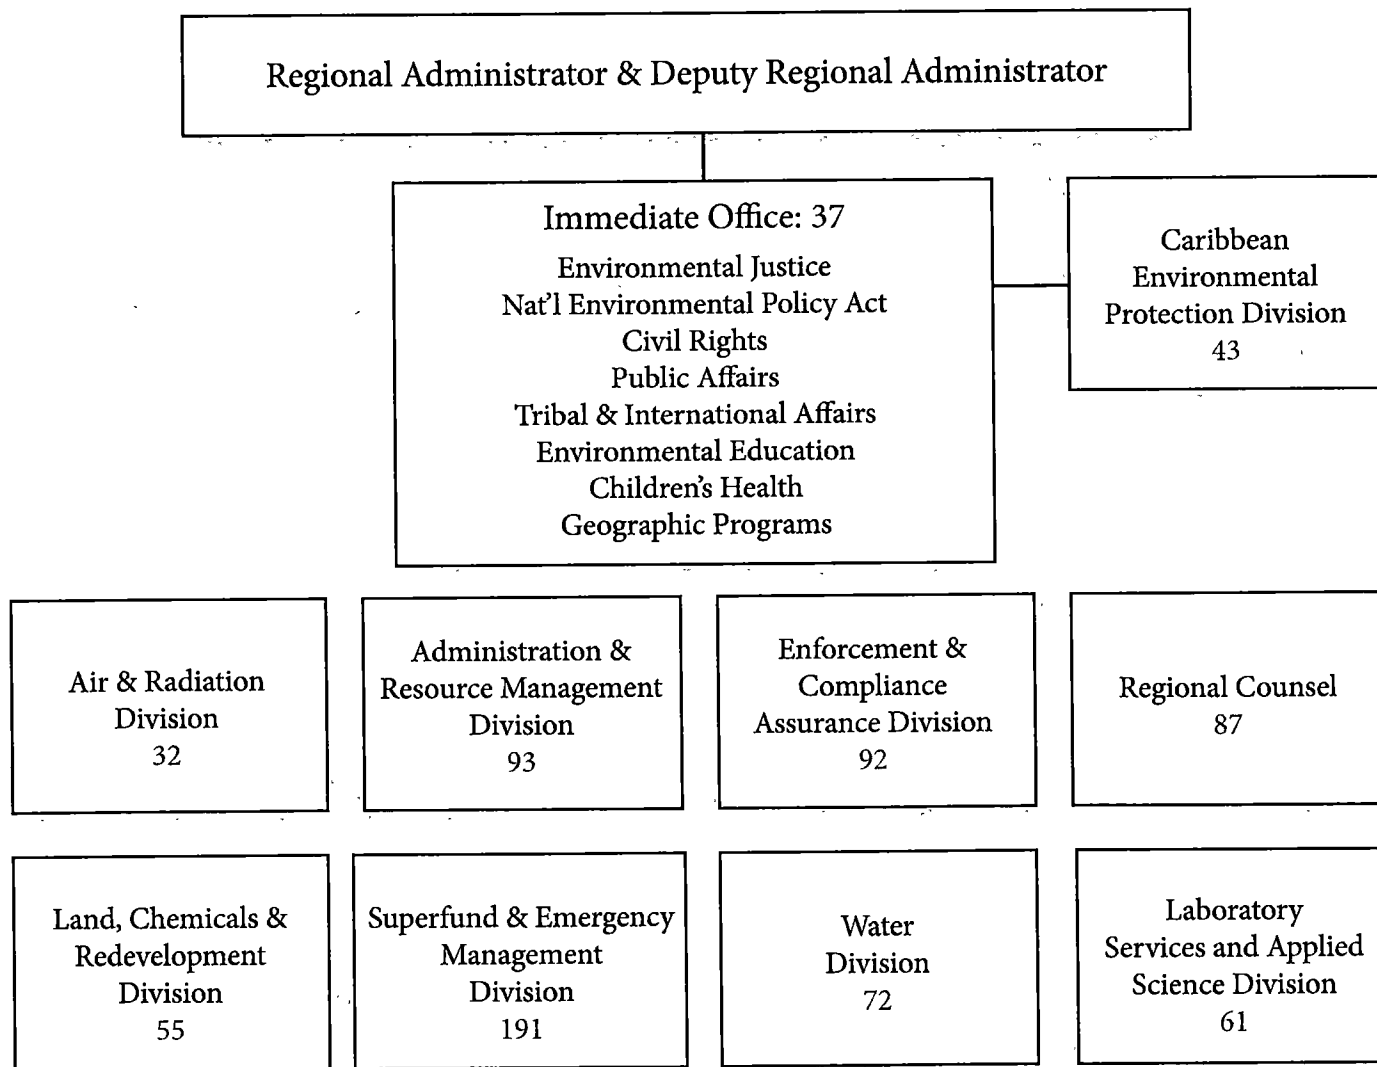 Regional Administrator & Deputy Regional Administrator
Immediate Office: 37
Environmental Justice
Nat'l Environmental Policy Act
Civil Rights
Public Affairs
Tribal & International Affairs
Environmental Education
Children's Health
Geographic Programs
Caribbean
Environmental
Protection Division
43
Air & Radiation
Division
32
Administration &
Resource Management
Division
93
Enforcement &
Compliance
Assurance Division
92
Regional Counsel
87
Land, Chemicals &
Redevelopment
Division
55
Superfund & Emergency
Management
Division
191
Water
Division
72
Laboratory
Services and Applied
Science Division
61